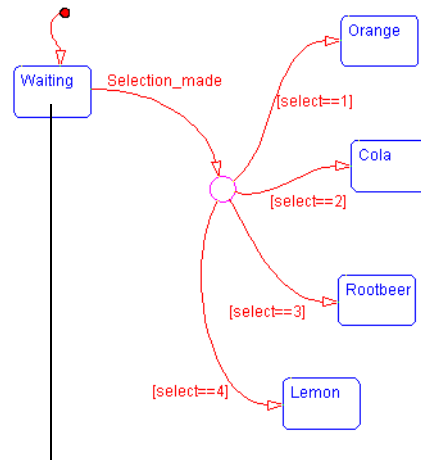 Orange
Waiting
Selection_made
[select==1]
Cola
[select==2]
Rootbeer
[select==3]
Lemon
[select==4]